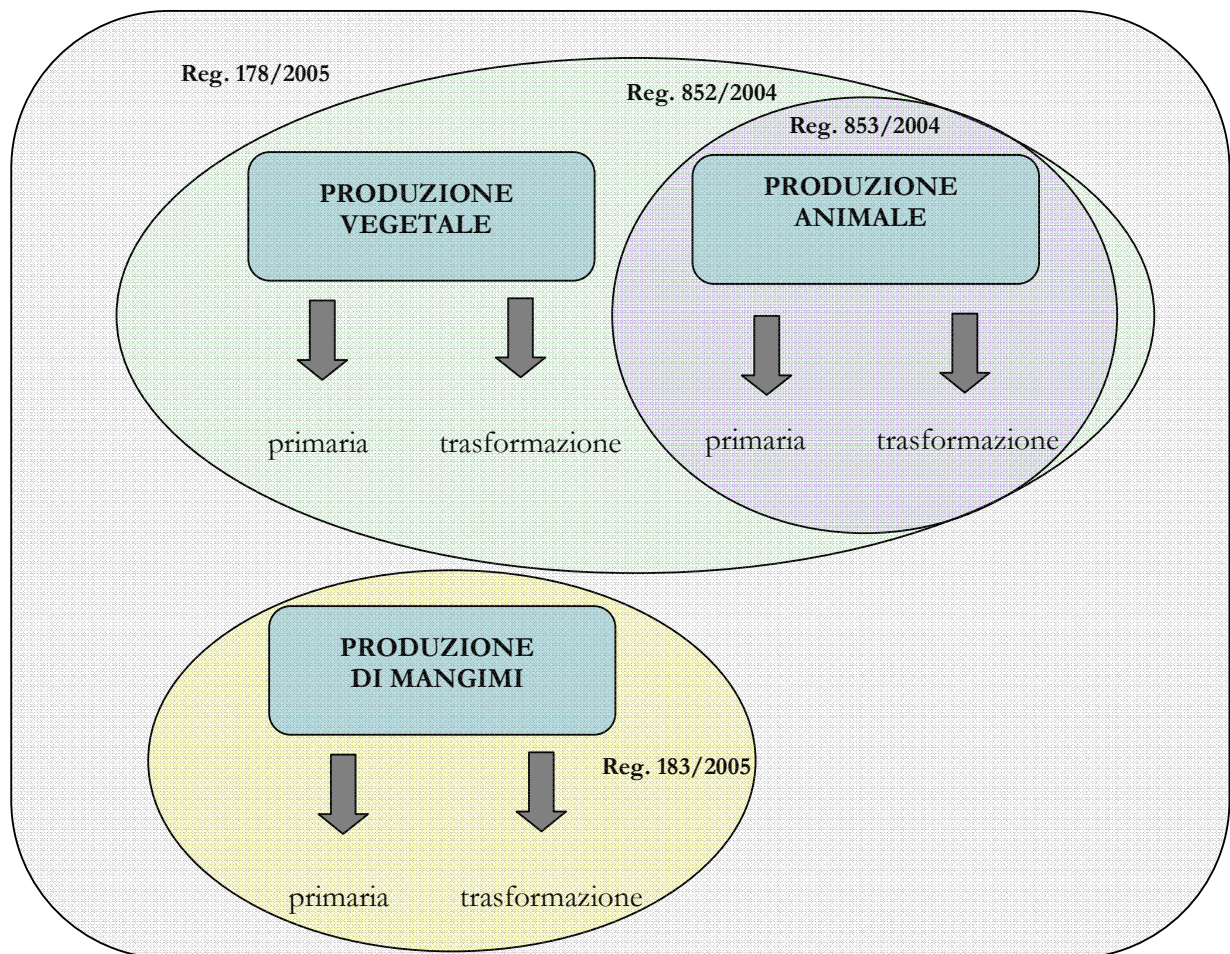 Reg. 178/2005
Reg. 852/2004
Reg. 853/2004
PRODUZIONE
VEGETALE
PRODUZIONE
ANIMALE
primaria
trasformazione
primaria
trasformazione
PRODUZIONE
DI MANGIMI
Reg. 183/2005
primaria
trasformazione